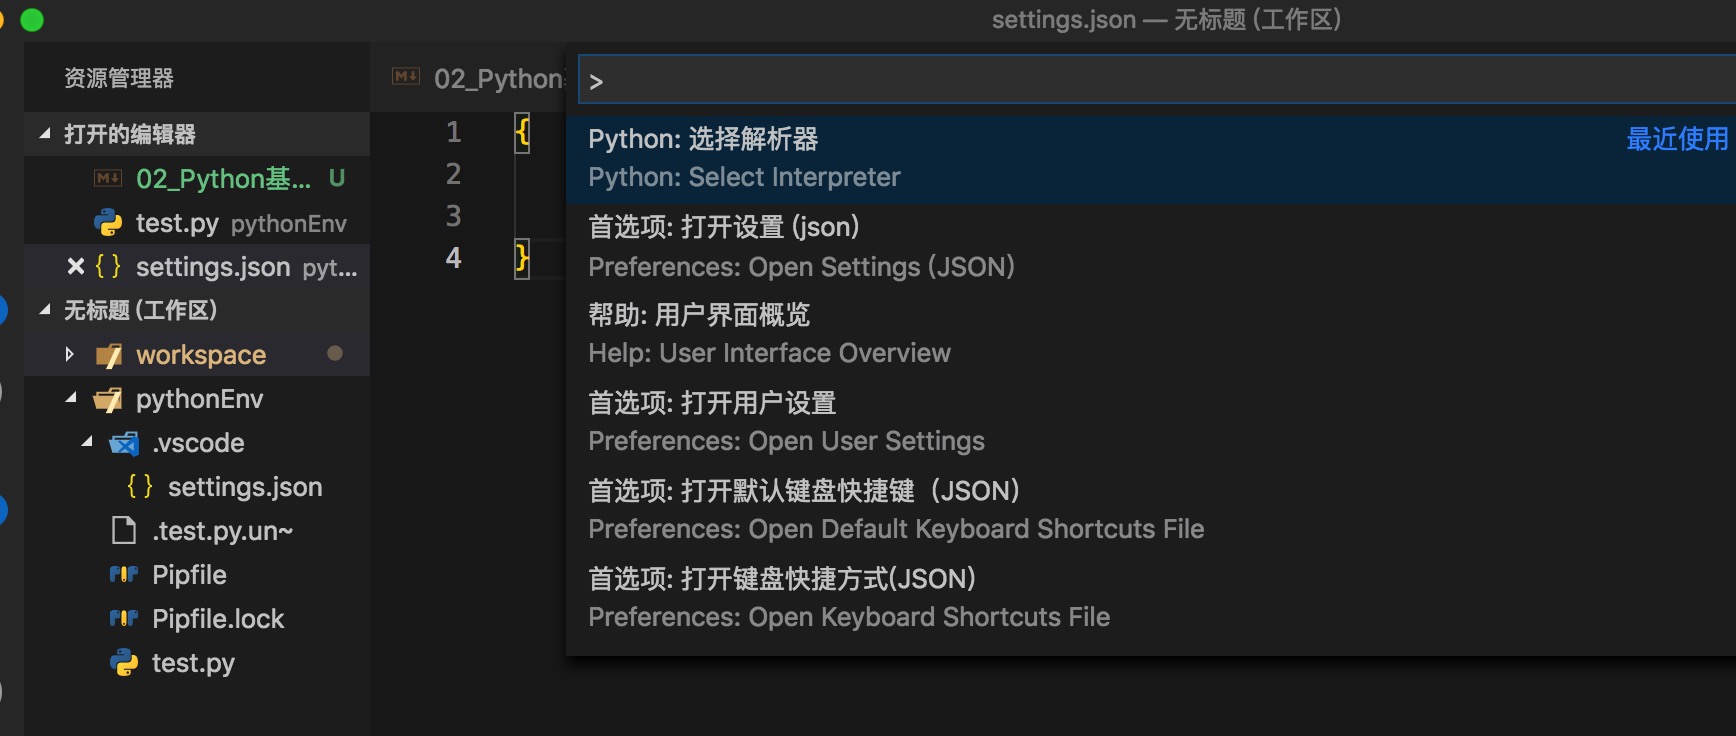 settings.json — 无标题 (工作区)
资源管理器
打开的编辑器
02_Python基... U
test.py pythonEnv
settings.json pyt...
无标题 (工作区)
workspace
pythonEnv
.vscode
settings.json
.test.py.un~
Pipfile
Pipfile.lock
test.py
02_Python
1 {
2
3
4 }
>
Python: 选择解析器 最近使用
Python: Select Interpreter
首选项: 打开设置 (json)
Preferences: Open Settings (JSON)
帮助: 用户界面概览
Help: User Interface Overview
首选项: 打开用户设置
Preferences: Open User Settings
首选项: 打开默认键盘快捷键（JSON）
Preferences: Open Default Keyboard Shortcuts File
首选项: 打开键盘快捷方式(JSON)
Preferences: Open Keyboard Shortcuts File